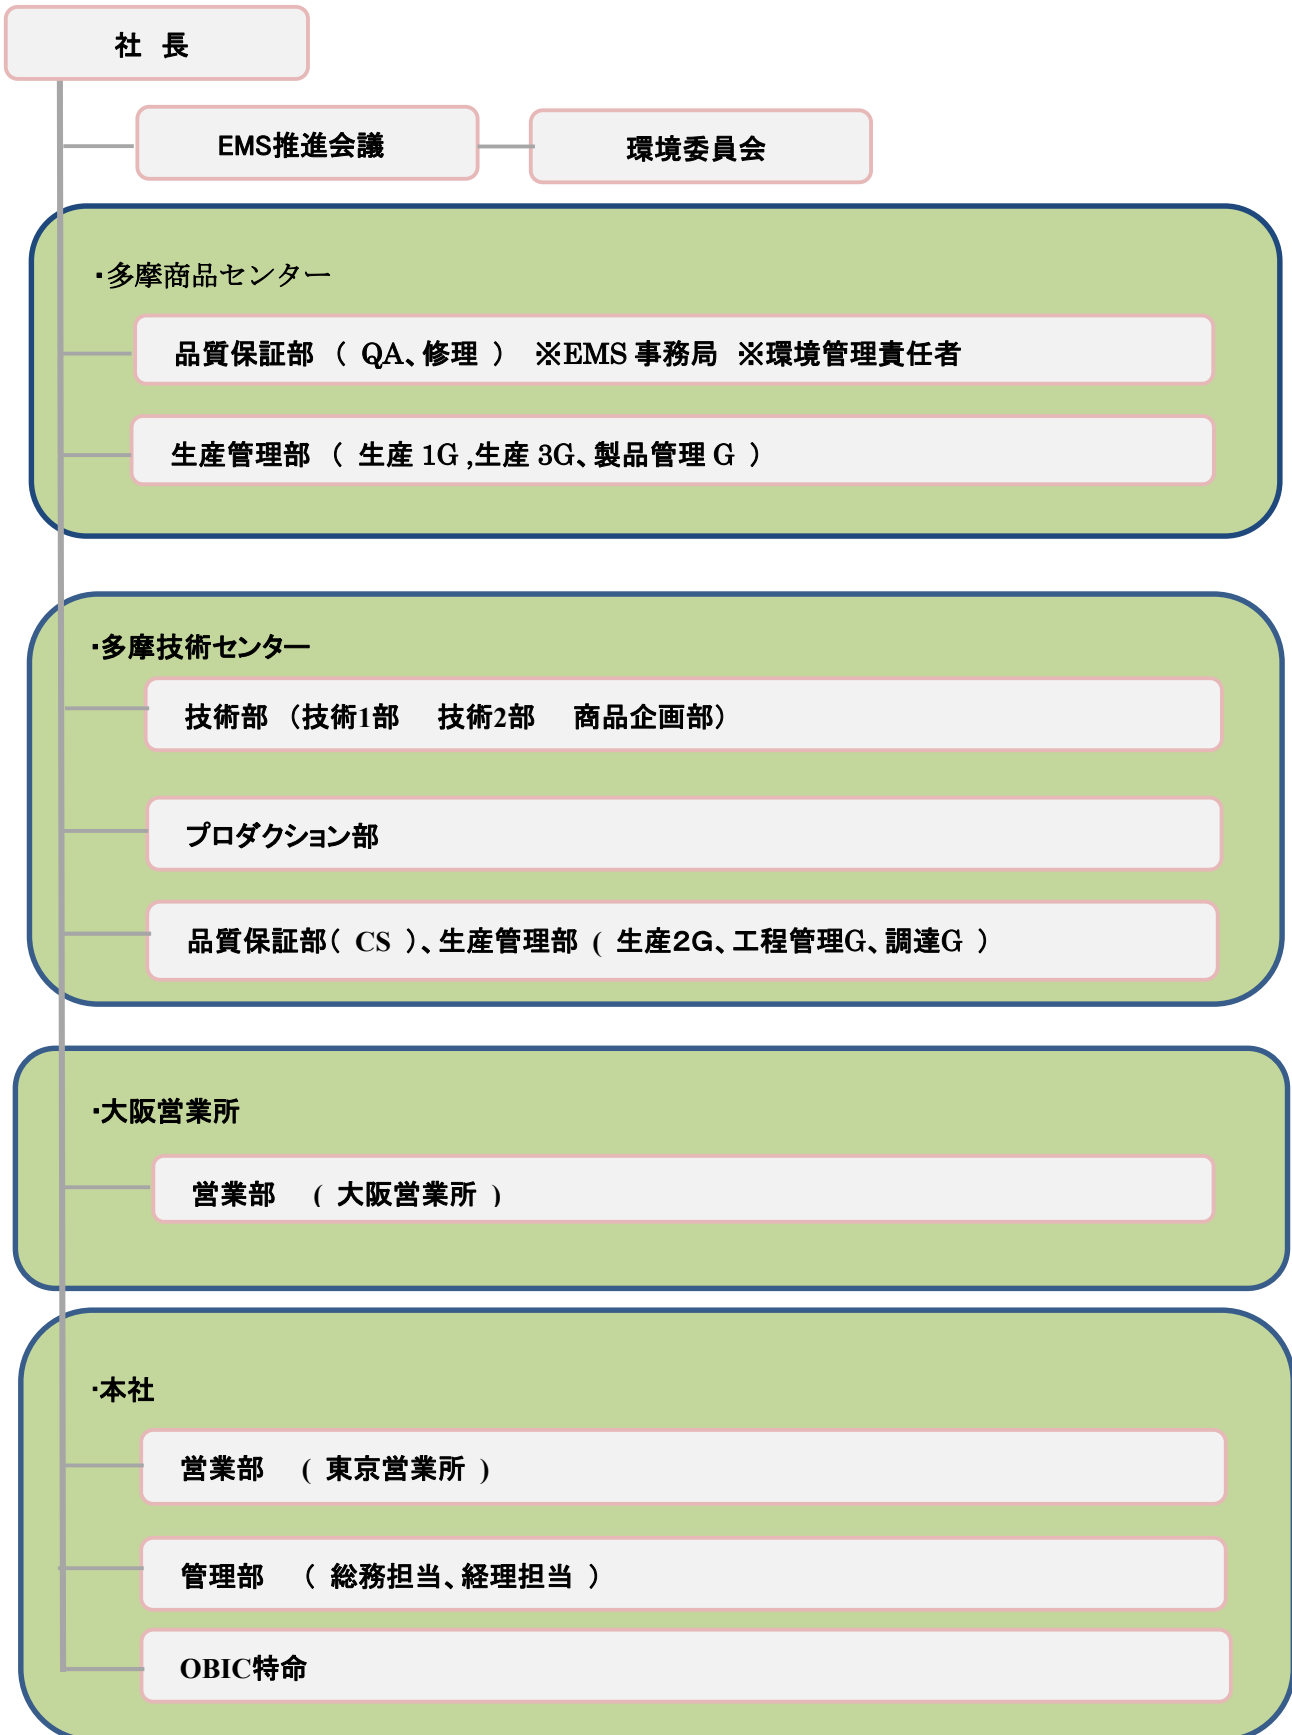 社　長
EMS推進会議
環境委員会
・多摩商品センター
品質保証部 （ QA、修理 ） ※EMS 事務局 ※環境管理責任者
生産管理部 （ 生産 1G ,生産 3G、製品管理 G ）
・多摩技術センター
技術部 （技術1部　技術2部　商品企画部）
プロダクション部
品質保証部（ CS ）、生産管理部 （ 生産２G、工程管理G、調達G ）
・大阪営業所
営業部　( 大阪営業所 )
・本社
営業部　( 東京営業所 )
管理部　（ 総務担当、経理担当 ）
OBIC特命